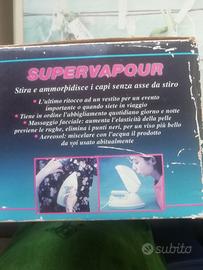 SUPERVAPOUR
Stira e ammorbidisce i capi senza asse da stiro
• L'ultimo ritocco ad un vestito per un evento
importante o quando siete in viaggio
• Tiene in ordine l'abbigliamento quotidiano giorno e notte
• Massaggio facciale: aumenta l'elasticità della pelle
previene le rughe, elimina i punti neri, per un viso più bello
• Aereosol: miscelare con l'acqua il prodotto
da voi usato abitualmente
subito